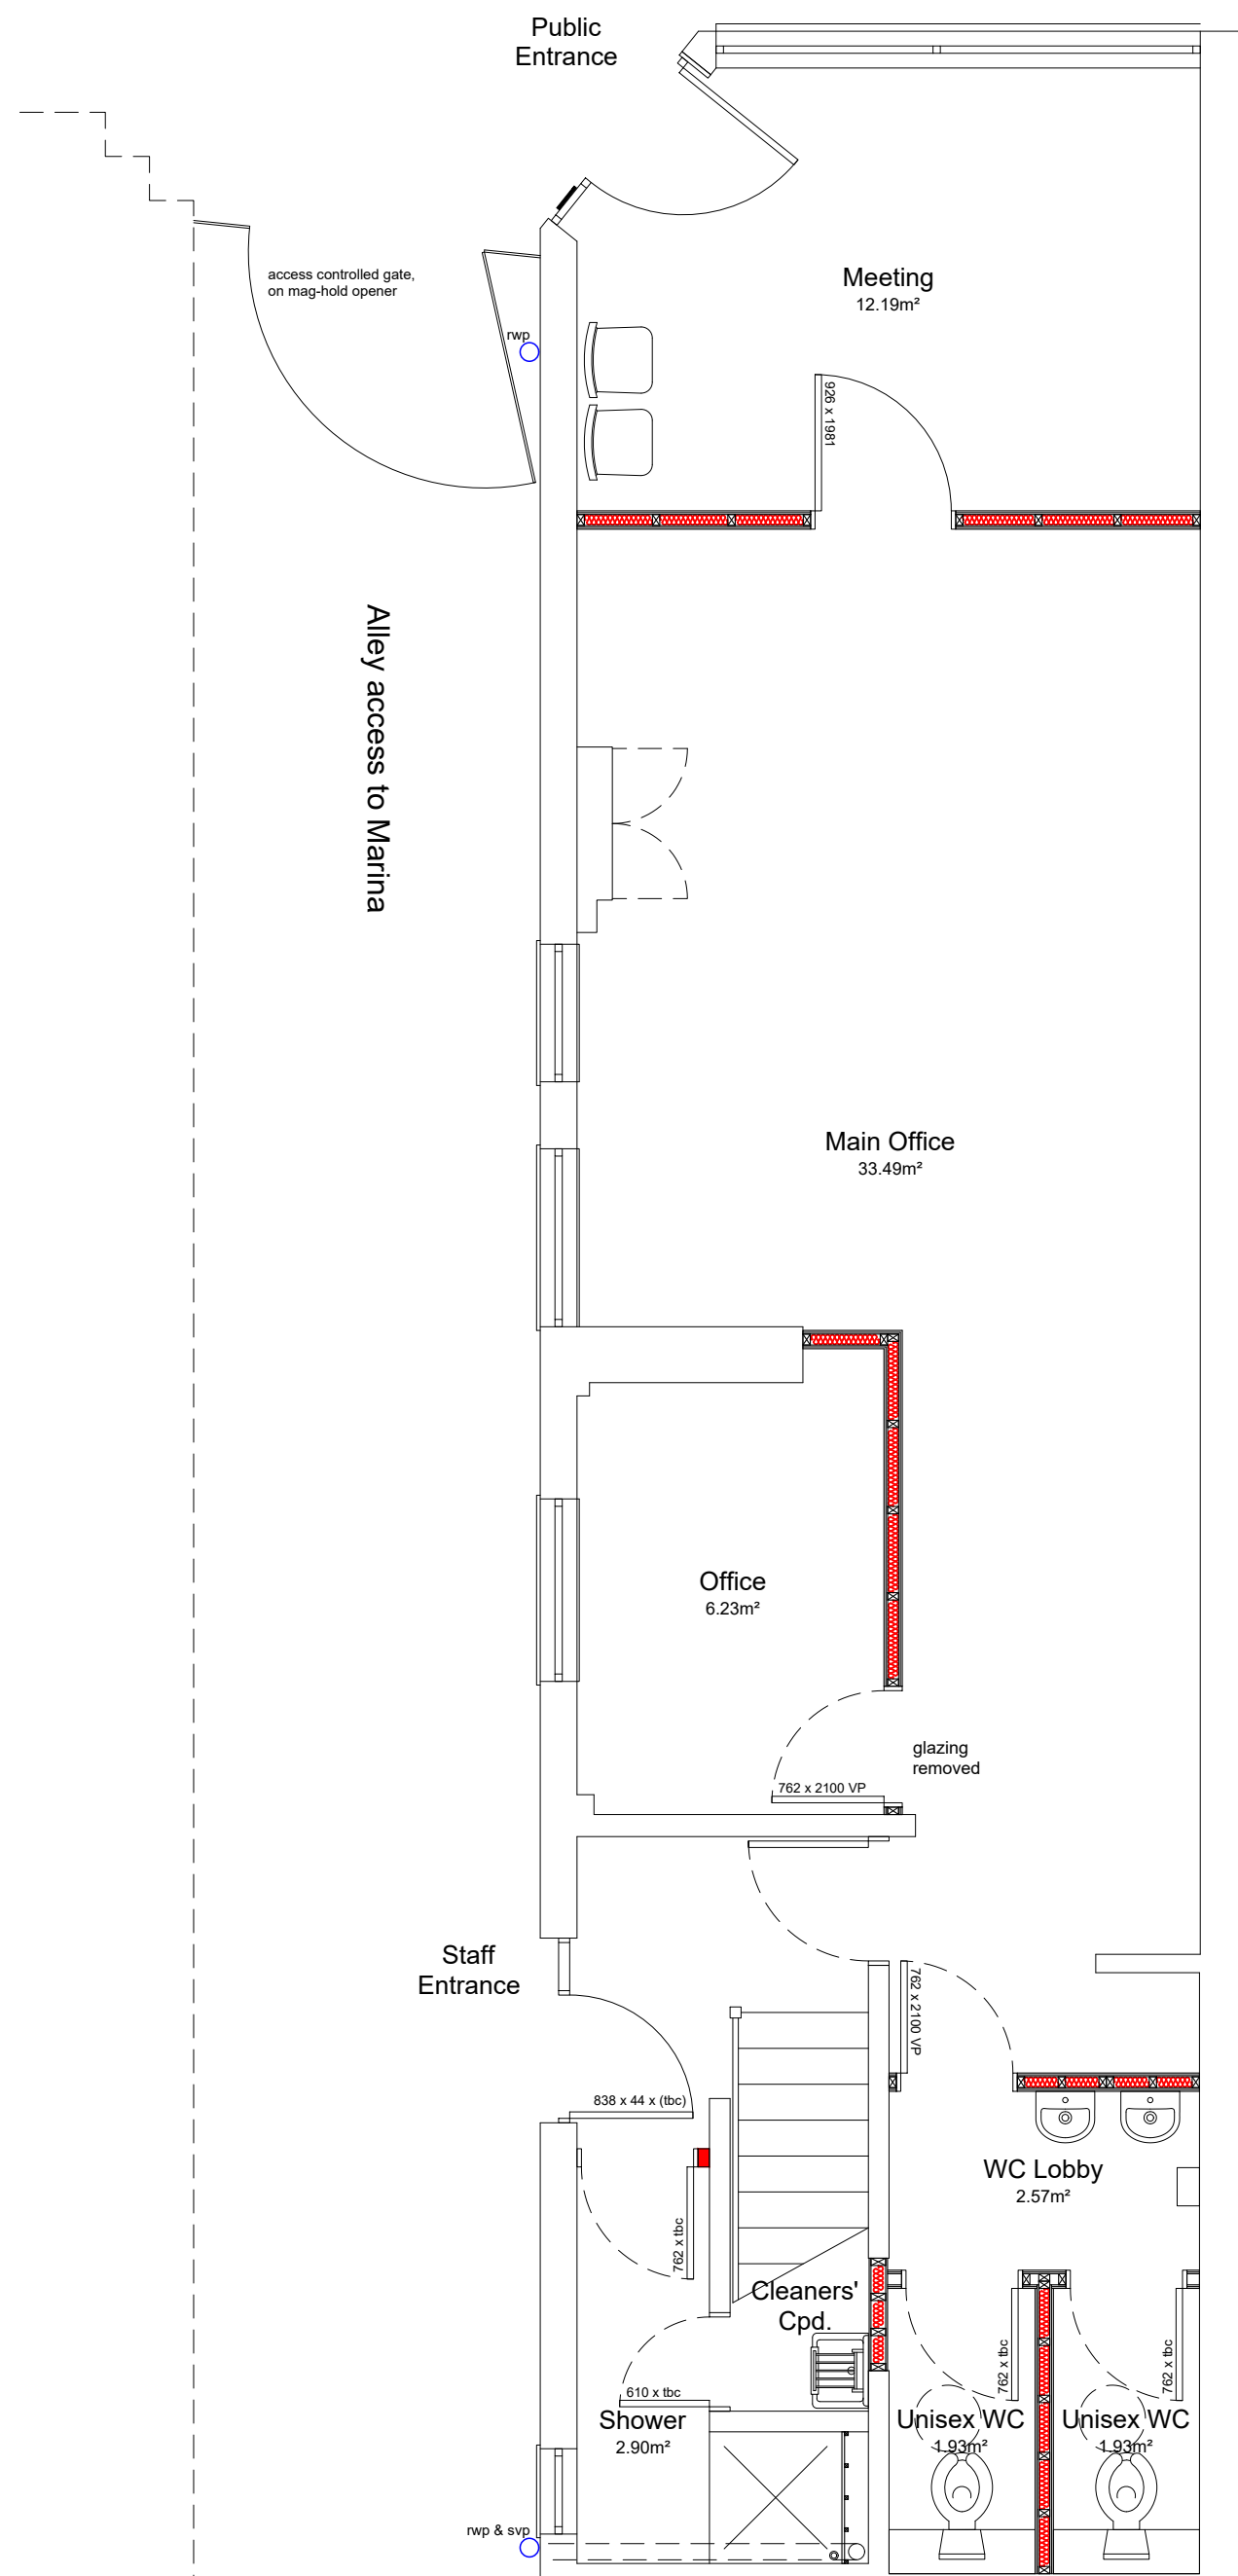 Public
Entrance
access controlled gate,
on mag-hold opener
rwp
Meeting
12.19m²
926 x 1981
Alley access to Marina
Main Office
33.49m²
Office
6.23m²
glazing
removed
762 x 2100 VP
Staff
Entrance
762 x 2100 VP
838 x 44 x (tbc)
WC Lobby
2.57m²
762 x tbc
Cleaners'
Cpd.
610 x tbc
762 x tbc
762 x tbc
Shower
2.90m²
Unisex WC
1.93m²
Unisex WC
1.93m²
rwp & svp